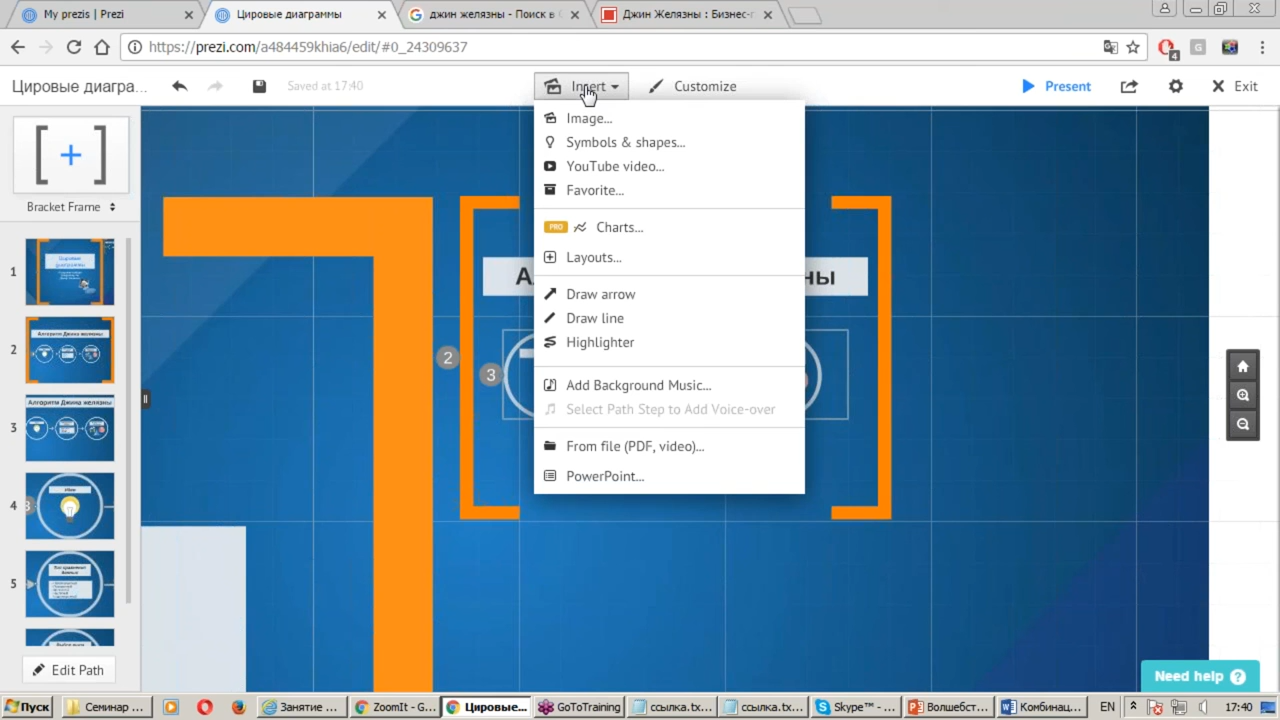 My prezis | Prezi
Цировые диаграммы
джин желязны - Поиск в
Джин Желязны : Бизнес-
https://prezi.com/a484459khia6/edit/#0_24309637
4
Цировые диагра...
Saved at 17:40
Insert
Customize
Present
Exit
Image...
Symbols & shapes...
YouTube video...
Favorite...
PRO Charts...
Layouts...
Draw arrow
Draw line
Highlighter
Add Background Music...
Select Path Step to Add Voice-over
From file (PDF, video)...
PowerPoint...
Bracket Frame
1
2
Алгоритм Джина желязны
3
Алгоритм Джина желязны
4
3
5
Edit Path
2
3
ны
Need help ?
Пуск
Семинар ...
Занятие ...
ZoomIt - G...
Цировые...
GoToTraining
ссылка.tx...
ссылка.tx...
Skype™ - ...
Волшебст...
Комбинац...
EN
17:40